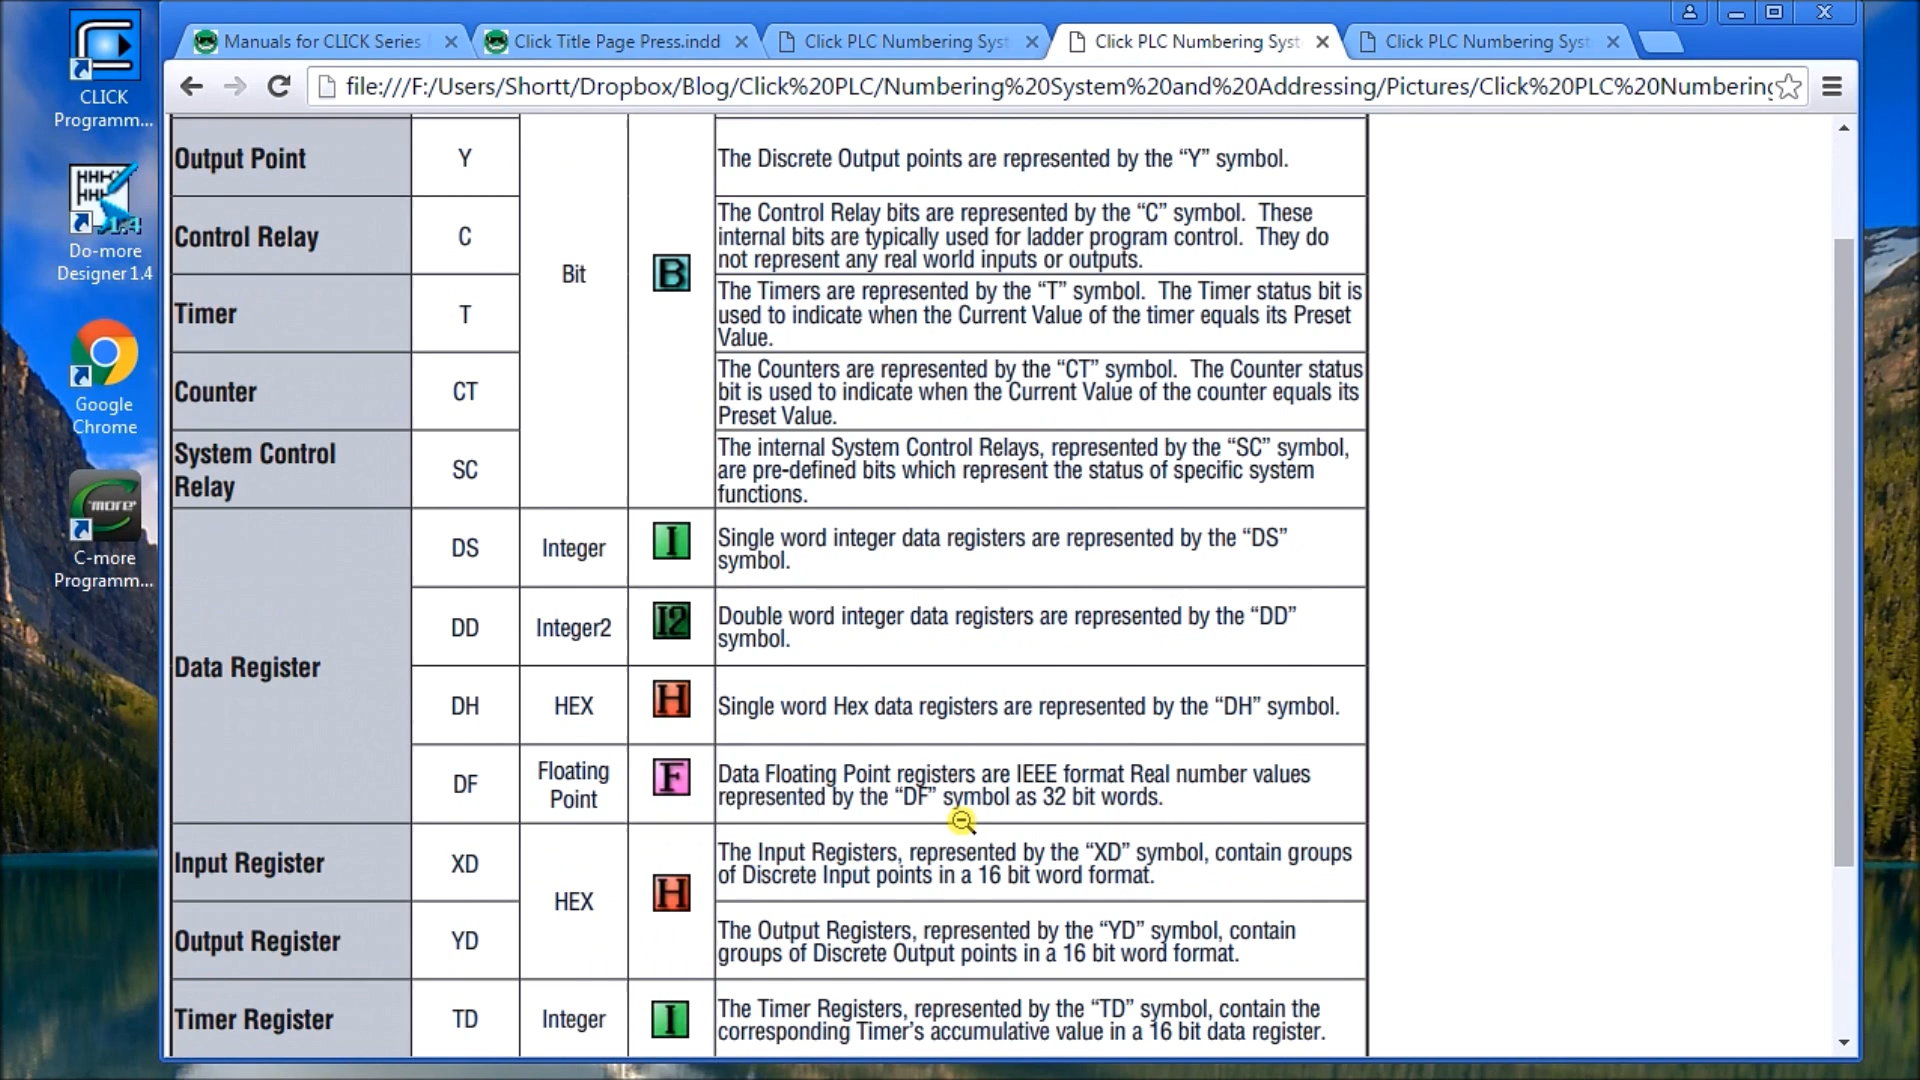 CLICK
Programm...
Do-more
Designer 1.4
Google
Chrome
C-more
Programm...
Manuals for CLICK Series
Click Title Page Press.indd
Click PLC Numbering Syst
Click PLC Numbering Syst
Click PLC Numbering Syst
file:///F:/Users/Shortt/Dropbox/Blog/Click%20PLC/Numbering%20System%20and%20Addressing/Pictures/Click%20PLC%20Numbering
Output Point
Y
The Discrete Output points are represented by the “Y” symbol.
Control Relay
C
The Control Relay bits are represented by the “C” symbol. These
internal bits are typically used for ladder program control. They do
not represent any real world inputs or outputs.
Bit
B
Timer
T
The Timers are represented by the “T” symbol. The Timer status bit is
used to indicate when the Current Value of the timer equals its Preset
Value.
Counter
CT
The Counters are represented by the “CT” symbol. The Counter status
bit is used to indicate when the Current Value of the counter equals its
Preset Value.
System Control
Relay
SC
The internal System Control Relays, represented by the “SC” symbol,
are pre-defined bits which represent the status of specific system
functions.
Data Register
DS
Integer
I
Single word integer data registers are represented by the “DS”
symbol.
DD
Integer2
I2
Double word integer data registers are represented by the “DD”
symbol.
DH
HEX
H
Single word Hex data registers are represented by the “DH” symbol.
DF
Floating
Point
F
Data Floating Point registers are IEEE format Real number values
represented by the “DF” symbol as 32 bit words.
Input Register
XD
The Input Registers, represented by the “XD” symbol, contain groups
of Discrete Input points in a 16 bit word format.
HEX
H
Output Register
YD
The Output Registers, represented by the “YD” symbol, contain
groups of Discrete Output points in a 16 bit word format.
Timer Register
TD
Integer
I
The Timer Registers, represented by the “TD” symbol, contain the
corresponding Timer’s accumulative value in a 16 bit data register.